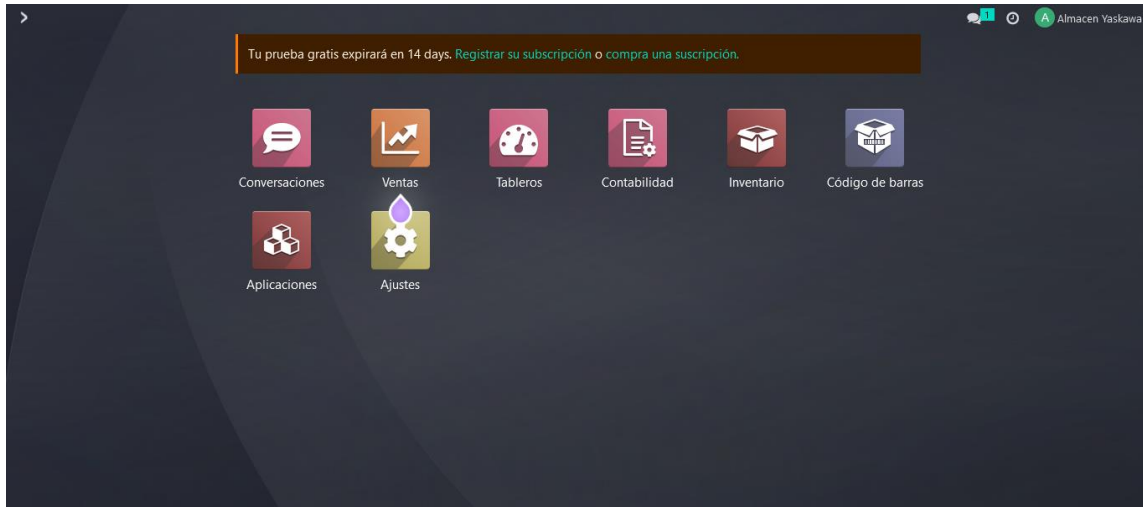 1
A
Almacen Yaskawa
Tu prueba gratis expirará en 14 days. Registrar su subscripción o compra una suscripción.
Conversaciones
Ventas
Tableros
Contabilidad
Inventario
Código de barras
Aplicaciones
Ajustes